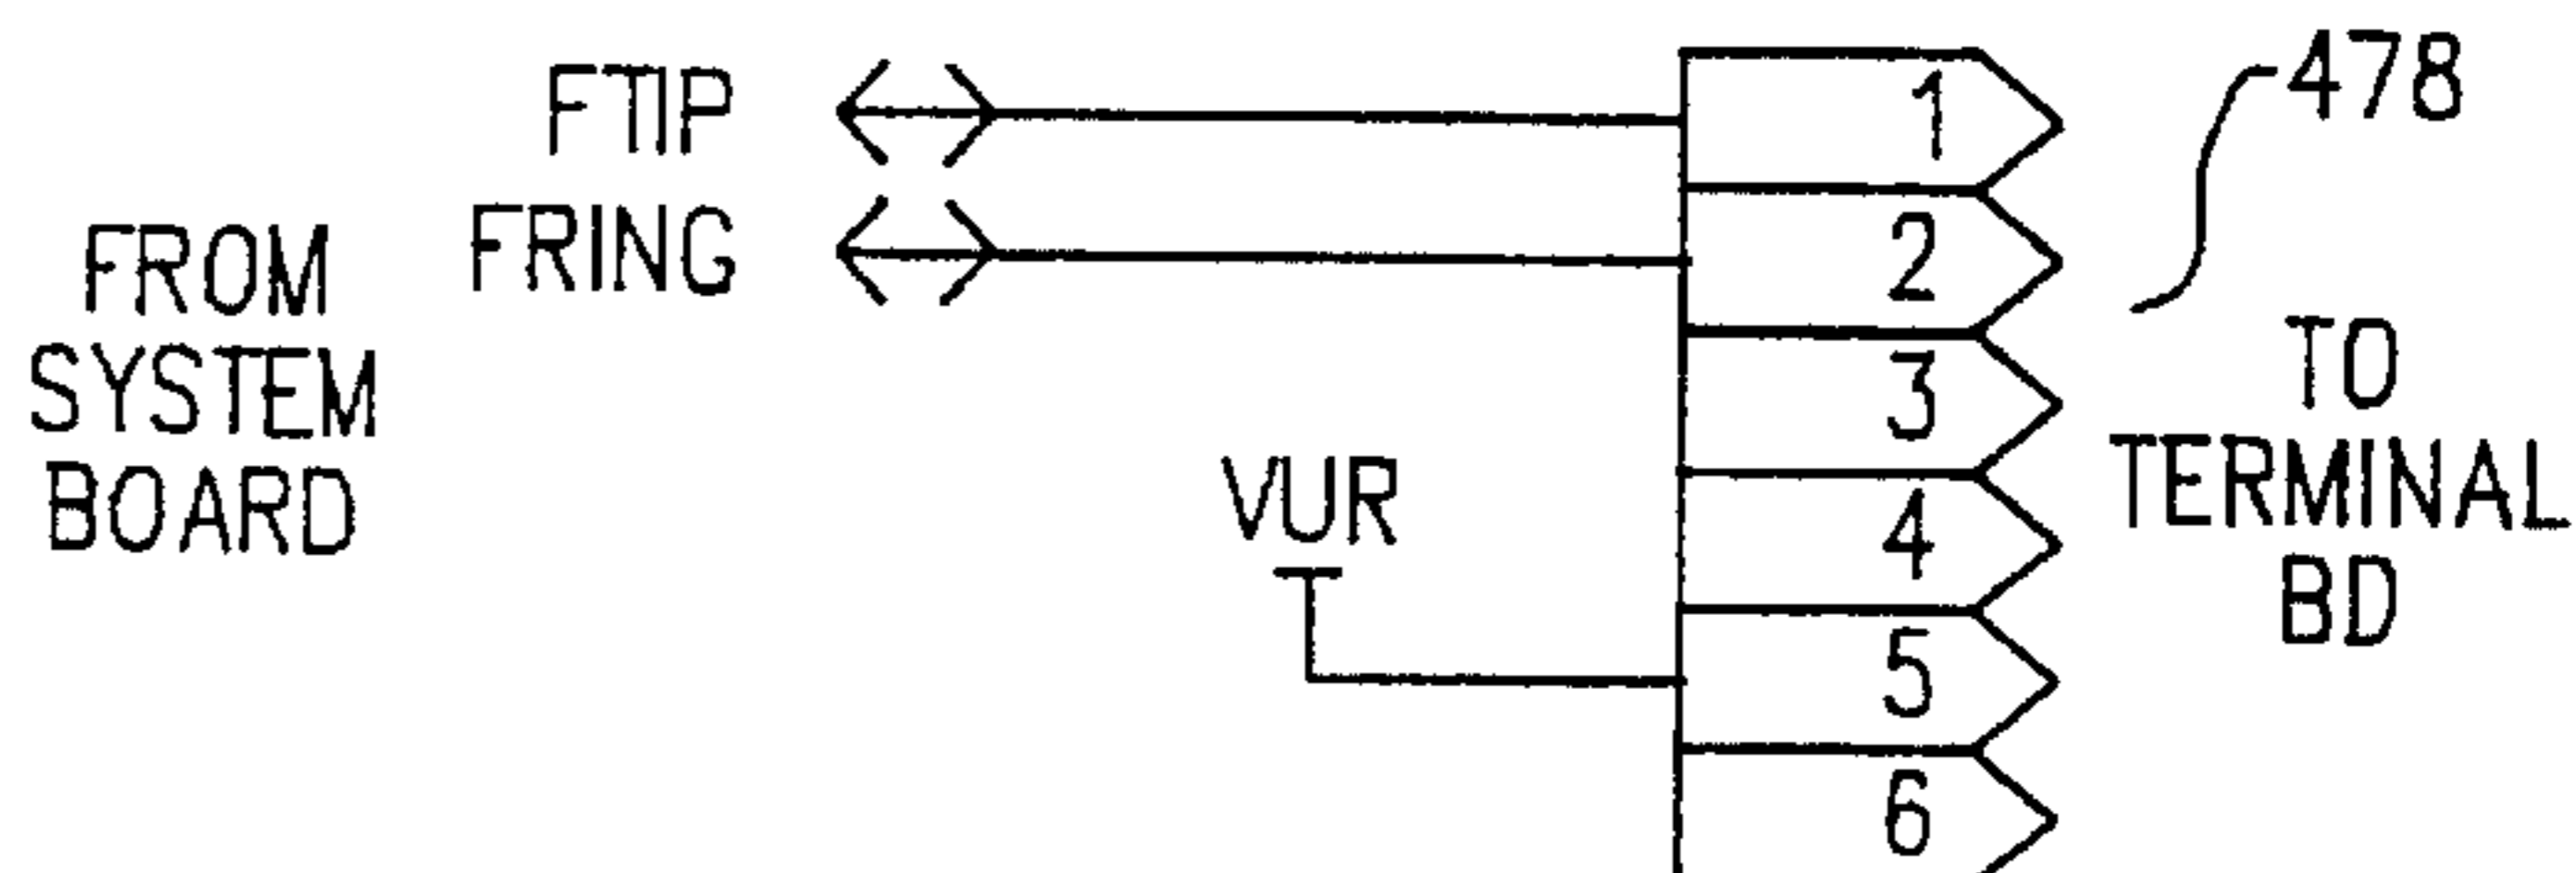 FTIP
FRING
FROM
SYSTEM
BOARD
VUR
1
2
3
4
5
6
478
TO
TERMINAL
BD